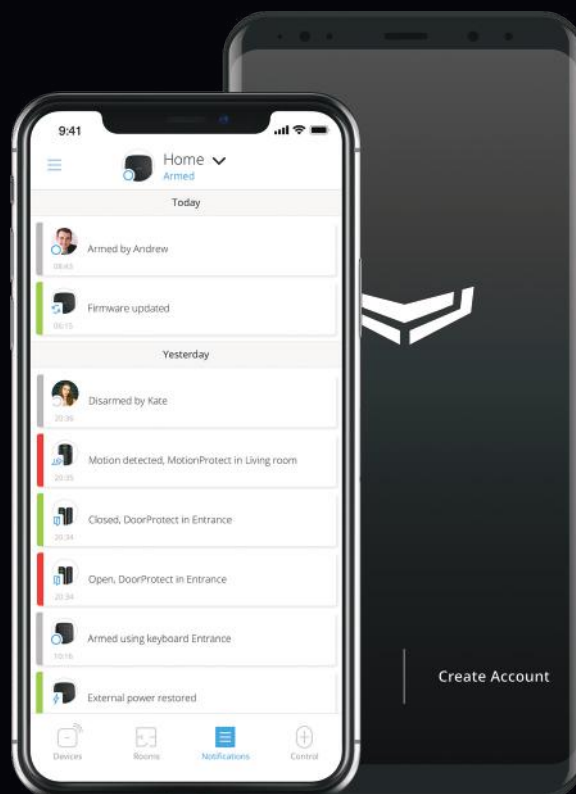 9:41
Home
Armed
Today
Armed by Andrew
08:43
Firmware updated
06:15
Yesterday
Disarmed by Kate
20:36
Motion detected, MotionProtect in Living room
20:35
Closed, DoorProtect in Entrance
20:34
Open, DoorProtect in Entrance
20:34
Armed using keyboard Entrance
10:16
External power restored
Devices
Rooms
Notifications
Control
Create Account